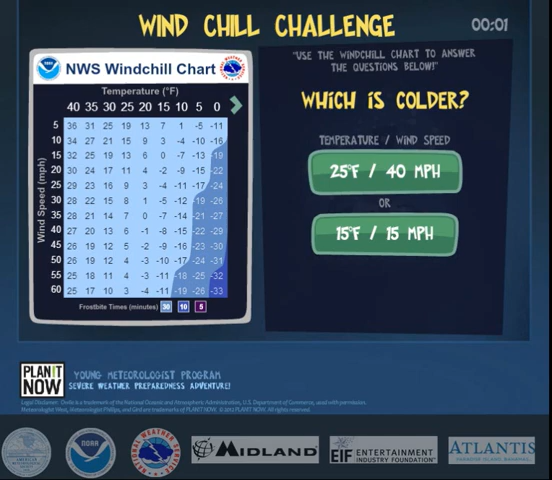 WIND CHILL CHALLENGE
00:01
NWS Windchill Chart
Temperature (°F)
40 35 30 25 20 15 10 5 0
Wind Speed (mph)
5 36 31 25 19 13 7 1 -5 -11
10 34 27 21 15 9 3 -4 -10 -16
15 32 25 19 13 6 0 -7 -13 -19
20 30 24 17 11 4 -2 -9 -15 -22
25 29 23 16 9 3 -4 -11 -17 -24
30 28 22 15 8 1 -5 -12 -19 -26
35 28 21 14 7 0 -7 -14 -21 -27
40 27 20 13 6 -1 -8 -15 -22 -29
45 26 19 12 5 -2 -9 -16 -23 -30
50 26 19 12 4 -3 -10 -17 -24 -31
55 25 18 11 4 -3 -11 -18 -25 -32
60 25 17 10 3 -4 -11 -19 -26 -33
Frostbite Times (minutes) 30 10 5
"USE THE WINDCHILL CHART TO ANSWER
THE QUESTIONS BELOW!"
WHICH IS COLDER?
TEMPERATURE / WIND SPEED
25°F / 40 MPH
OR
15°F / 15 MPH
PLAN!T
NOW
YOUNG METEOROLOGIST PROGRAM
SEVERE WEATHER PREPAREDNESS ADVENTURE!
NOAA
NATIONAL WEATHER SERVICE
MIDLAND
EIF ENTERTAINMENT
INDUSTRY FOUNDATION
ATLANTIS